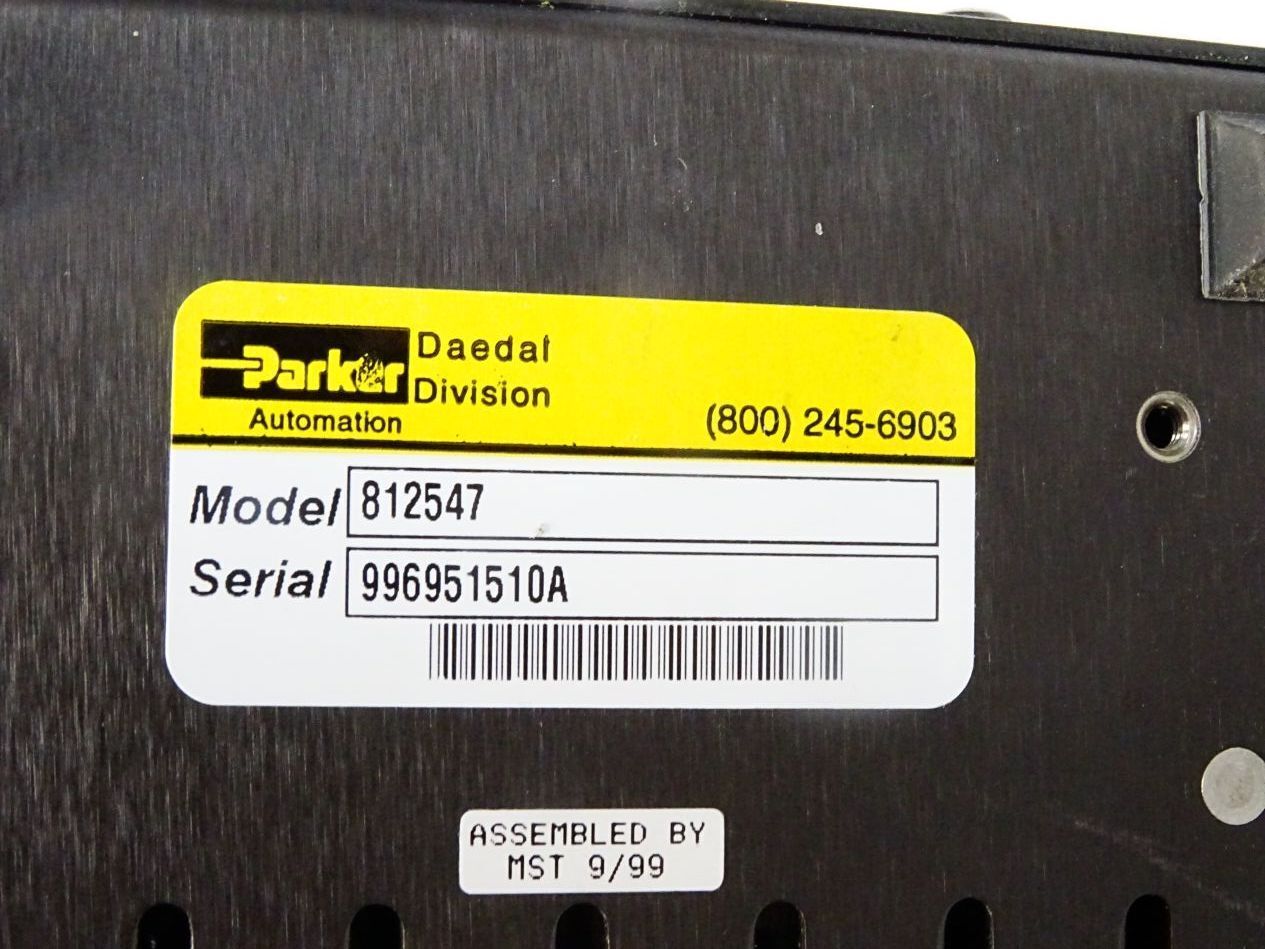 Parker
Daedal
Division
Automation
(800) 245-6903
Model 812547
Serial 996951510A
ASSEMBLED BY
MST 9/99